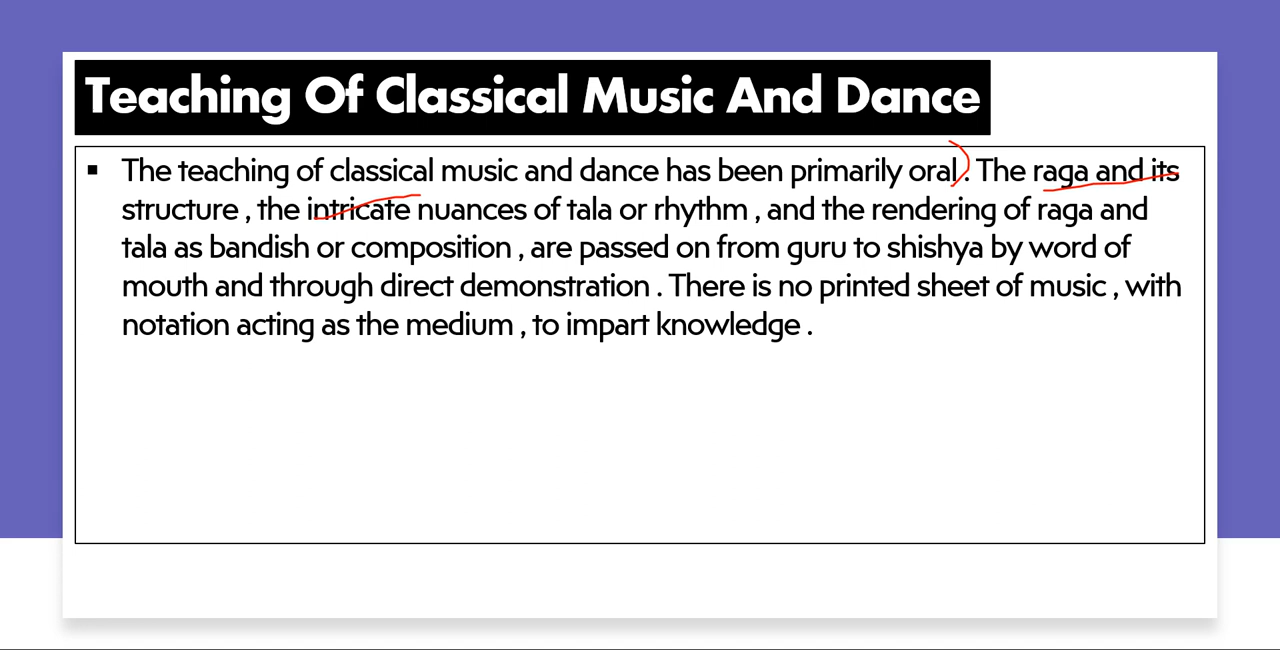 Teaching Of Classical Music And Dance
▪ The teaching of classical music and dance has been primarily oral . The raga and its
structure , the intricate nuances of tala or rhythm , and the rendering of raga and
tala as bandish or composition , are passed on from guru to shishya by word of
mouth and through direct demonstration . There is no printed sheet of music , with
notation acting as the medium , to impart knowledge .